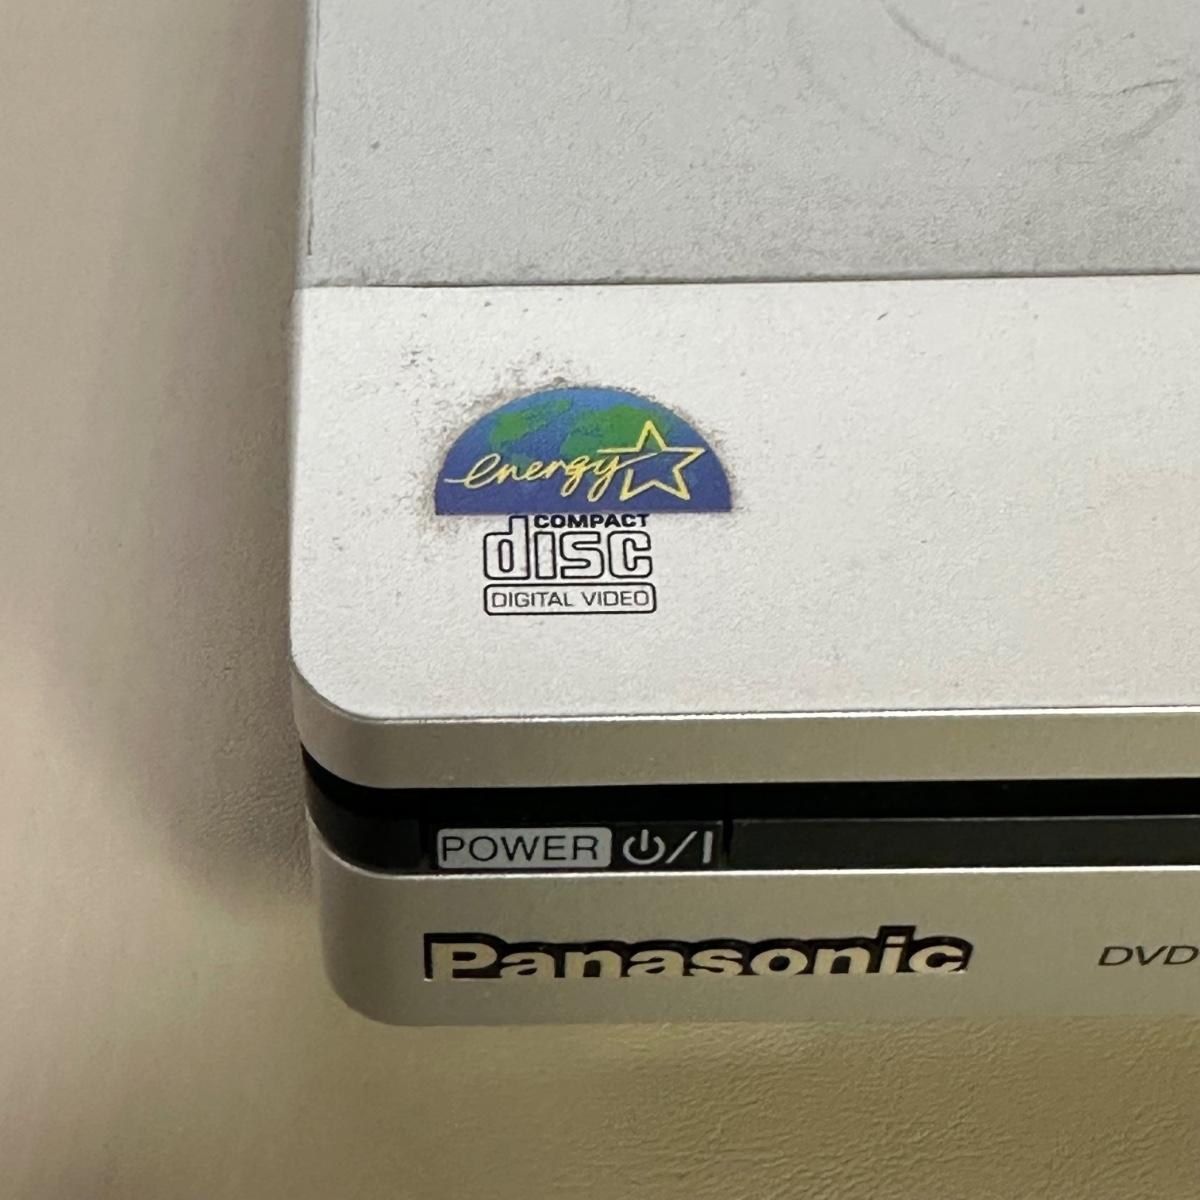 energy
COMPACT
disc
DIGITAL VIDEO
POWER ⏻/I
Panasonic DVD